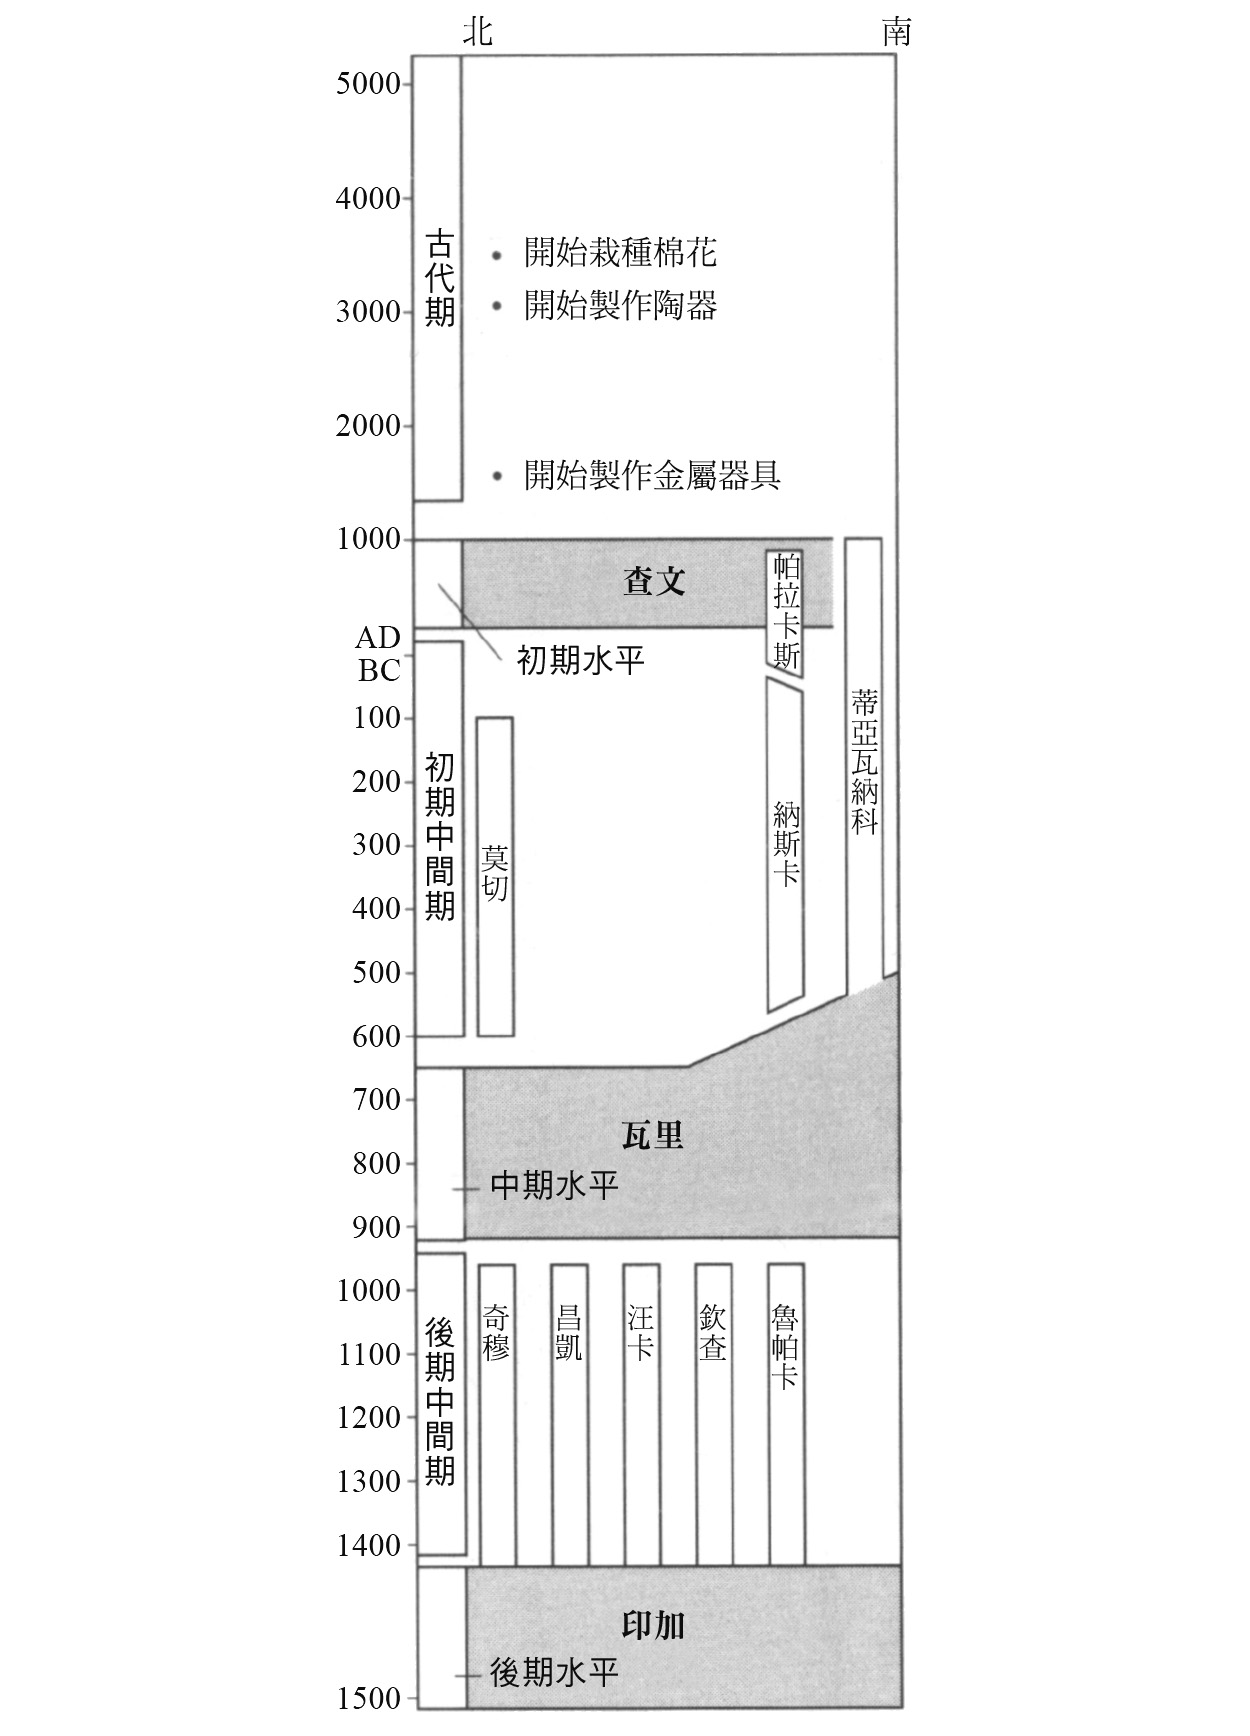 北
南
5000
4000
古代期
開始栽種棉花
3000
開始製作陶器
2000
開始製作金屬器具
1000
查文
帕拉卡斯
AD
BC
初期水平
蒂亞瓦納科
100
200
初期中間期
300
莫切
納斯卡
400
500
600
700
瓦里
800
中期水平
900
1000
奇穆
昌凱
汪卡
欽查
魯帕卡
後期中間期
1100
1200
1300
1400
印加
後期水平
1500